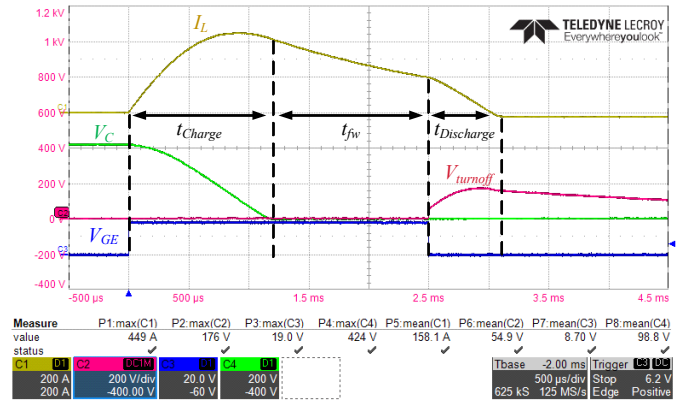 1.2 kV
I_L
TELEDYNE LECROY
Everywhereyoulook™
1.0 kV
800 V
600 V
C1
t_Charge
t_fw
t_Discharge
V_C
400 V
V_turnoff
200 V
C2
0 V
V_GE
C3
-200 V
-400 V
-500 µs
500 µs
1.5 ms
2.5 ms
3.5 ms
4.5 ms
Measure P1:max(C1) P2:max(C2) P3:max(C3) P4:max(C4) P5:mean(C1) P6:mean(C2) P7:mean(C3) P8:mean(C4)
value 449 A 176 V 19.0 V 424 V 158.1 A 54.9 V 8.70 V 98.8 V
status
C1 D1 C2 DC1M C3 D1 C4 D1 Tbase -2.00 ms Trigger C3 DC
200 A 200 V/div 20.0 V 200 V 500 µs/div Stop 6.2 V
200 A -400.00 V -60 V -400 V 625 kS 125 MS/s Edge Positive